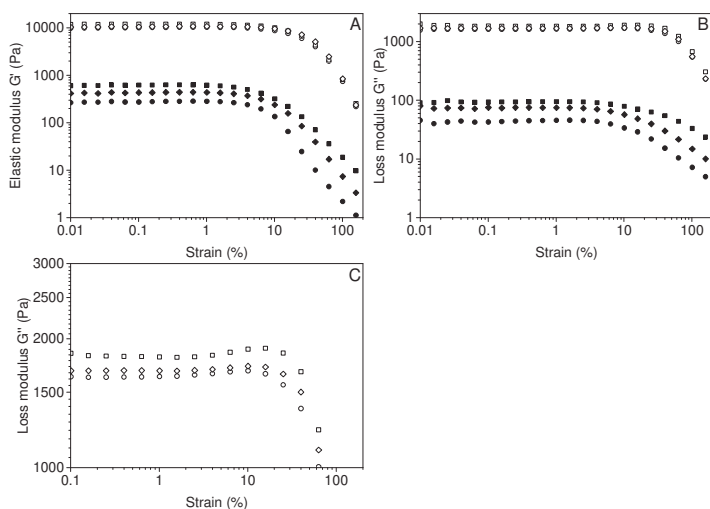 A
Elastic modulus G' (Pa)
10000
1000
100
10
1
0.01 0.1 1 10 100
Strain (%)
B
Loss modulus G'' (Pa)
1000
100
10
1
0.01 0.1 1 10 100
Strain (%)
C
Loss modulus G'' (Pa)
3000
2500
2000
1500
1000
0.1 1 10 100
Strain (%)